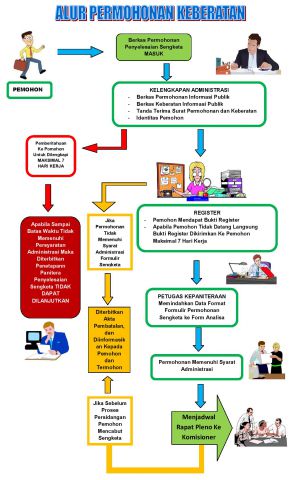 ALUR PERMOHONAN KEBERATAN
Berkas Permohonan
Penyelesaian Sengketa
MASUK
PEMOHON
KELENGKAPAN ADMINISTRASI
- Berkas Permohonan Informasi Publik
- Berkas Keberatan Informasi Publik
- Tanda Terima Surat Permohonan dan Keberatan
- Identitas Pemohon
Pemberitahuan
Ke Pemohon
Untuk Dilengkapi
MAKSIMAL 7
HARI KERJA
Apabila Sampai
Batas Waktu Tidak
Memenuhi
Persyaratan
Administrasi Maka
Diterbitkan
Penetapann
Panitera
Penyelesaian
Sengketa TIDAK
DAPAT
DILANJUTKAN
Jika
Permohonan
Tidak
Memenuhi
Syarat
Administrasi
Formulir
Sengketa
REGISTER
- Pemohon Mendapat Bukti Register
- Apabila Pemohon Tidak Datang Langsung
Bukti Register Dikirimkan Ke Pemohon
Maksimal 7 Hari Kerja
PETUGAS KEPANITERAAN
Memindahkan Data Format
Formulir Permohonan
Sengketa ke Form Analisa
Diterbitkan
Akta
Pembatalan,
dan
Diinformasik
an Kepada
Pemohon
dan
Termohon
Permohonan Memenuhi Syarat
Administrasi
Jika Sebelum
Proses
Persidangan
Pemohon
Mencabut
Sengketa
Menjadwal
Rapat Pleno Ke
Komisioner